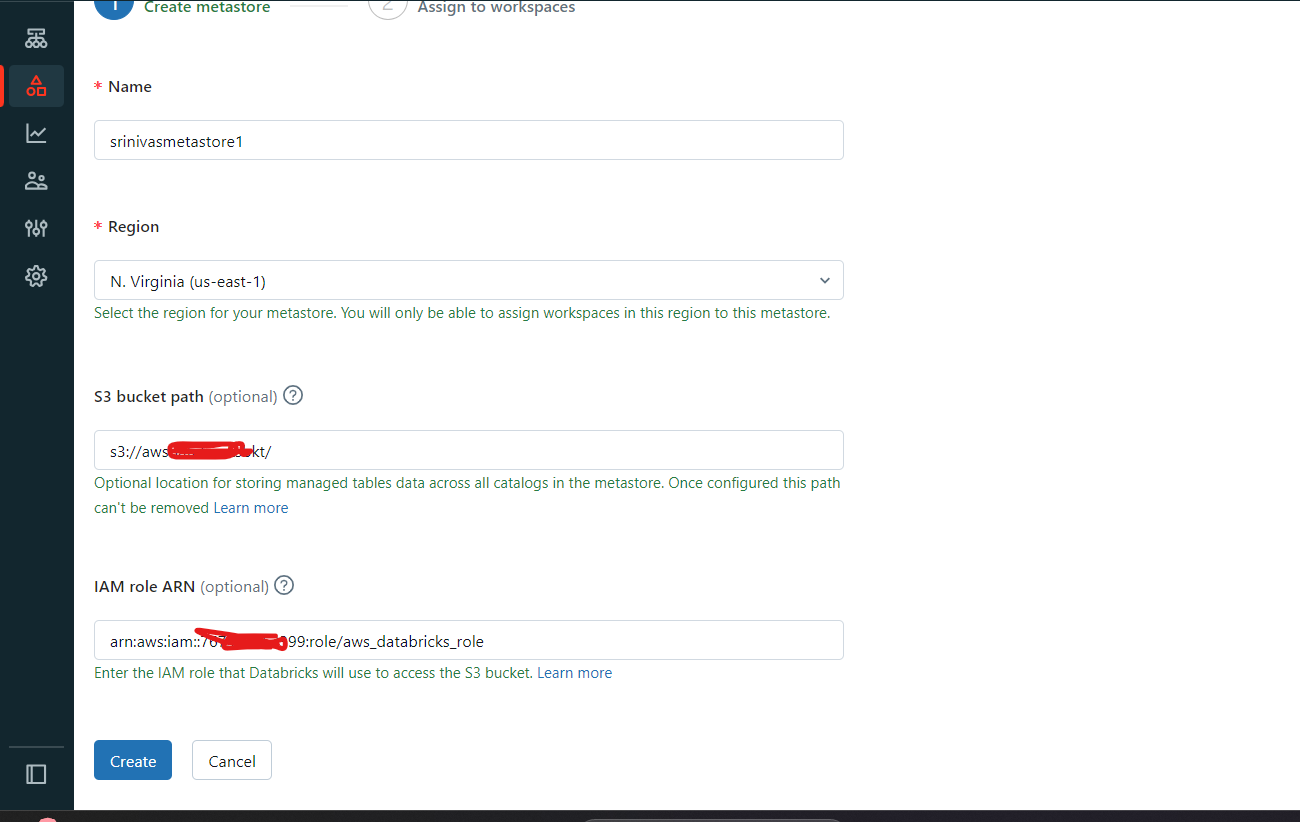 1 Create metastore 2 Assign to workspaces
* Name
srinivasmetastore1
* Region
N. Virginia (us-east-1)
Select the region for your metastore. You will only be able to assign workspaces in this region to this metastore.
S3 bucket path (optional) ?
s3://aws kt/
Optional location for storing managed tables data across all catalogs in the metastore. Once configured this path
can't be removed Learn more
IAM role ARN (optional) ?
arn:aws:iam::76 99:role/aws_databricks_role
Enter the IAM role that Databricks will use to access the S3 bucket. Learn more
Create Cancel